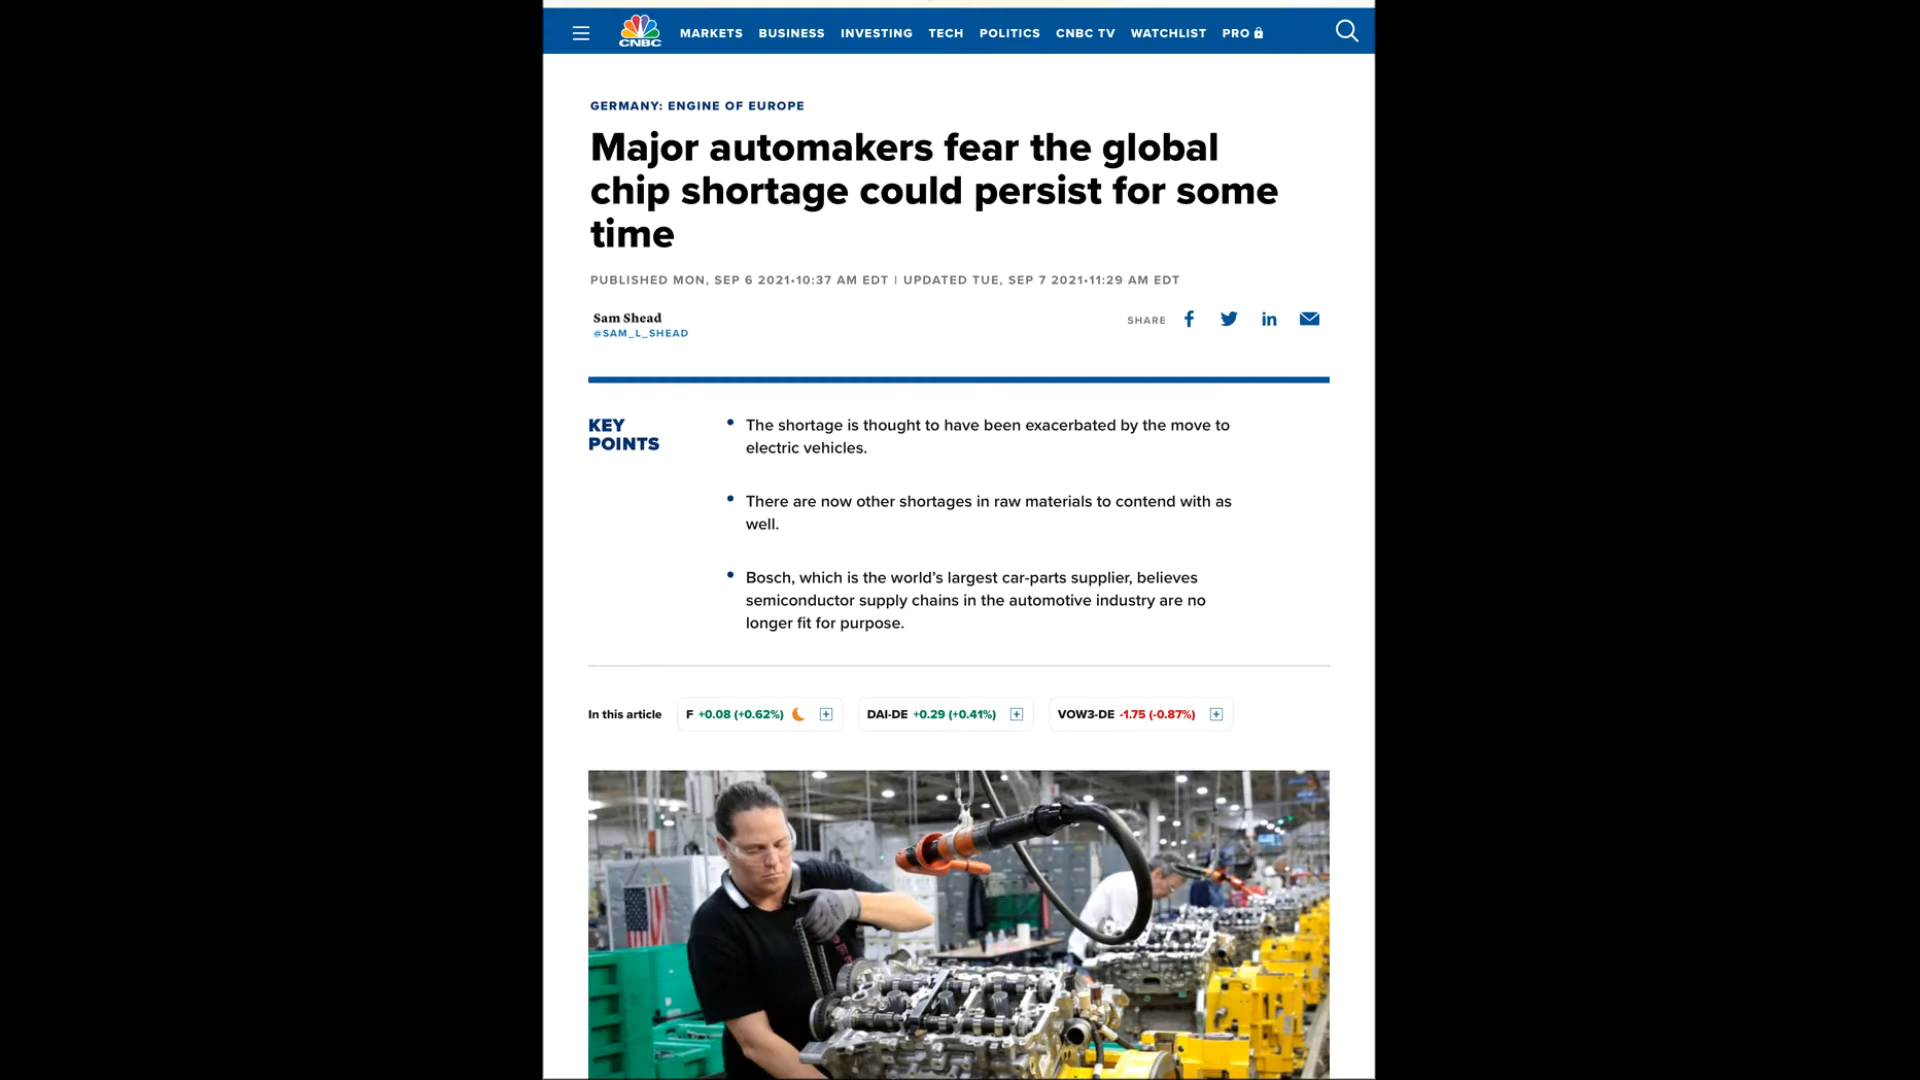 CNBC
MARKETS BUSINESS INVESTING TECH POLITICS CNBC TV WATCHLIST PRO
GERMANY: ENGINE OF EUROPE
Major automakers fear the global
chip shortage could persist for some
time
PUBLISHED MON, SEP 6 2021•10:37 AM EDT | UPDATED TUE, SEP 7 2021•11:29 AM EDT
Sam Shead
@SAM_L_SHEAD
SHARE
KEY
POINTS
• The shortage is thought to have been exacerbated by the move to
electric vehicles.
• There are now other shortages in raw materials to contend with as
well.
• Bosch, which is the world’s largest car-parts supplier, believes
semiconductor supply chains in the automotive industry are no
longer fit for purpose.
In this article F +0.08 (+0.62%) DAI-DE +0.29 (+0.41%) VOW3-DE -1.75 (-0.87%)